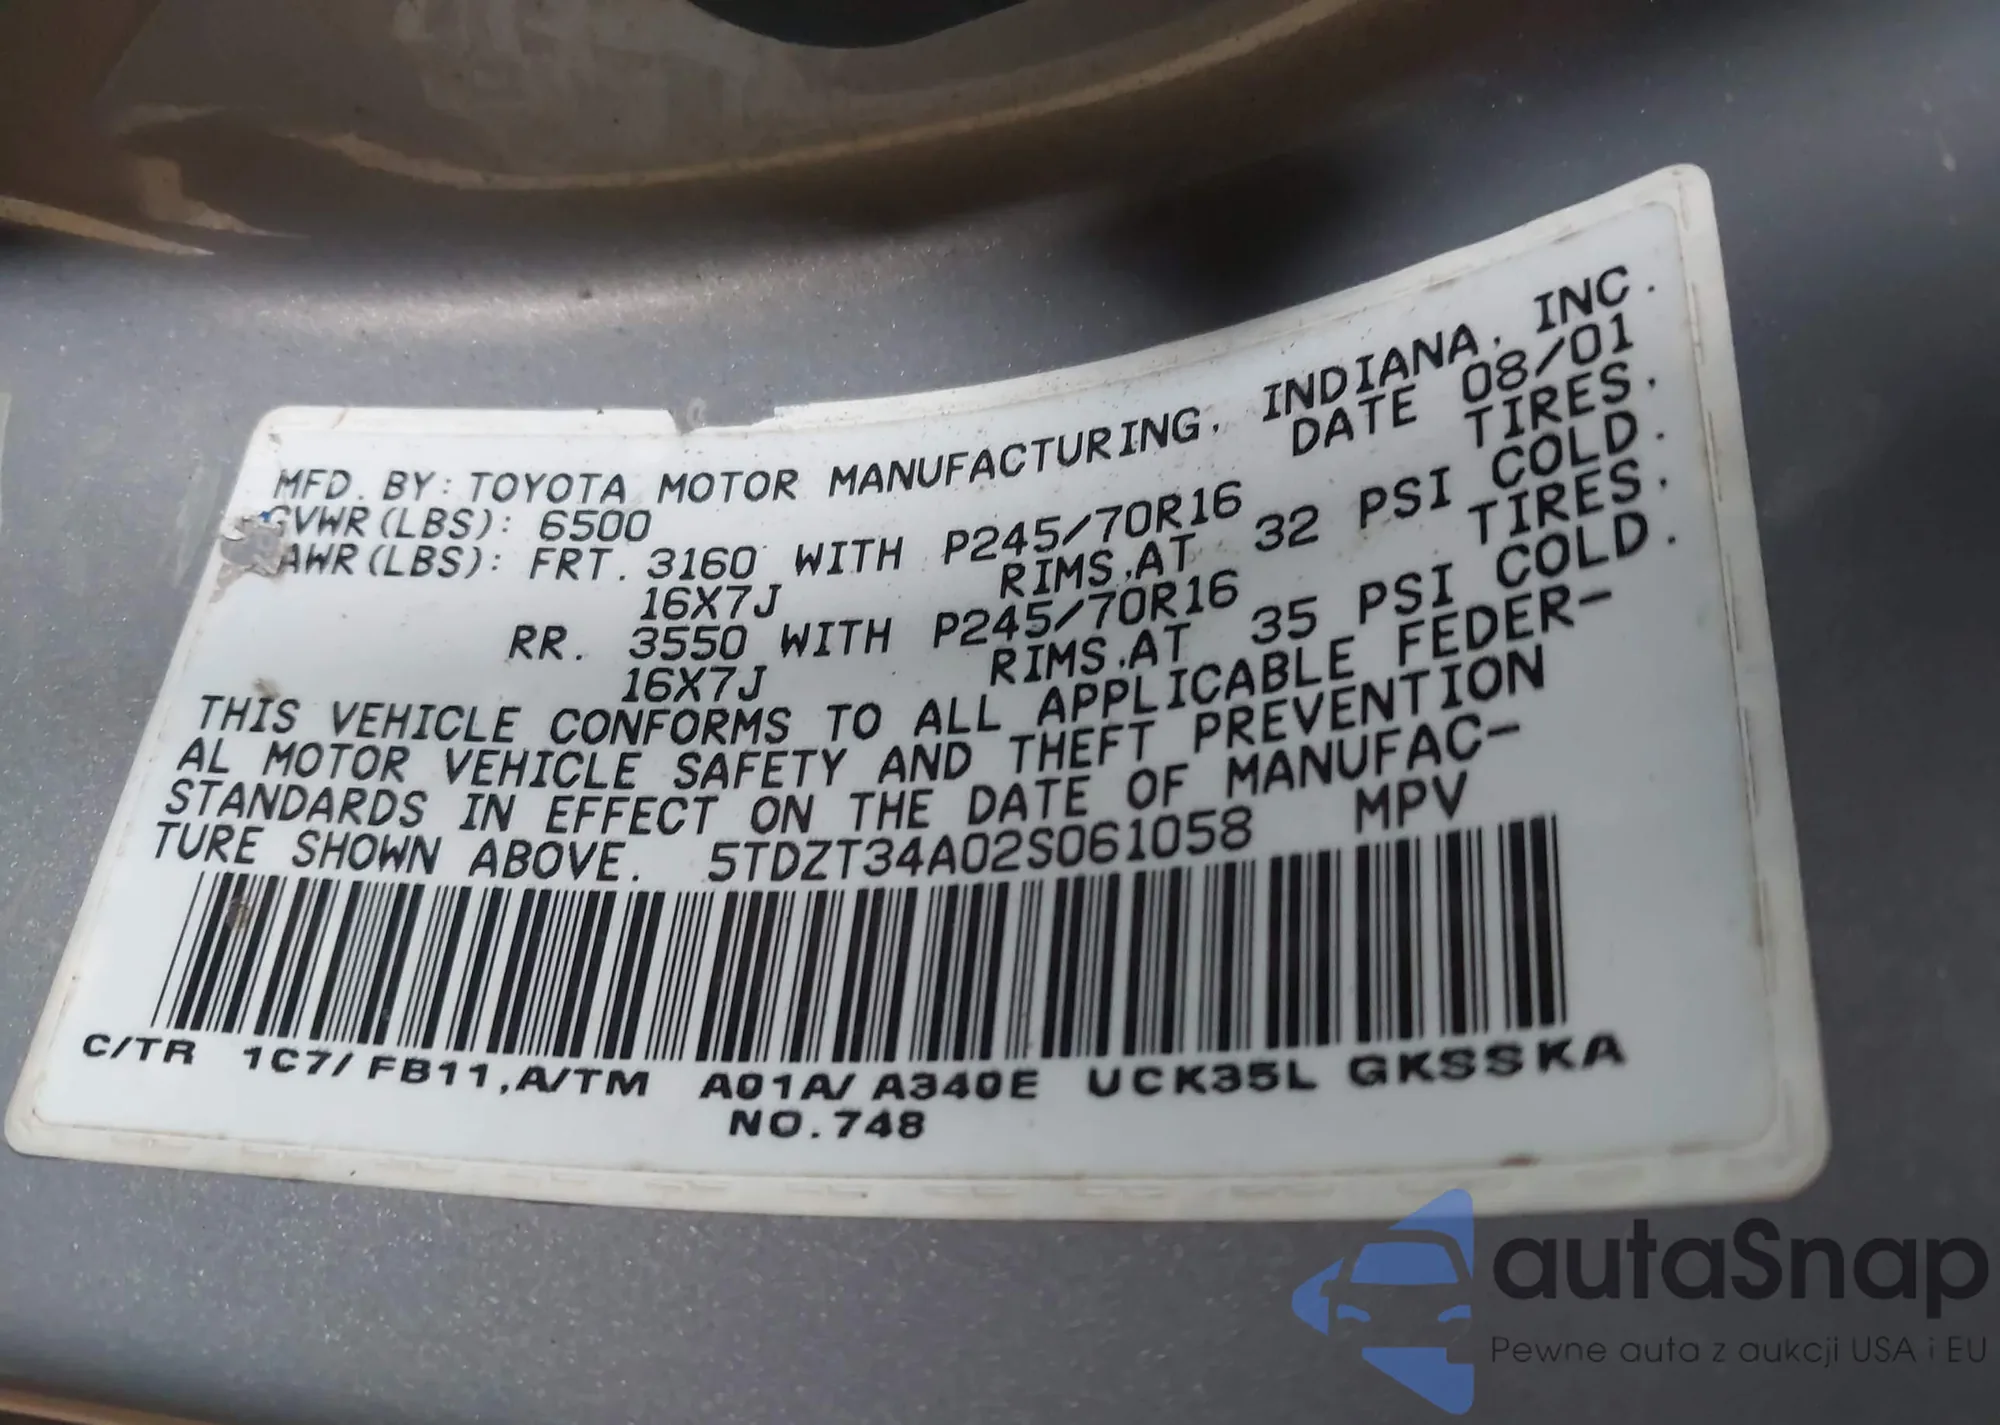 MFD. BY: TOYOTA MOTOR MANUFACTURING, INDIANA, INC.
GVWR(LBS): 6500 DATE 08/01
AWR(LBS): FRT. 3160 WITH P245/70R16 TIRES.
16X7J RIMS.AT 32 PSI COLD.
RR. 3550 WITH P245/70R16 TIRES.
16X7J RIMS.AT 35 PSI COLD.
THIS VEHICLE CONFORMS TO ALL APPLICABLE FEDER-
AL MOTOR VEHICLE SAFETY AND THEFT PREVENTION
STANDARDS IN EFFECT ON THE DATE OF MANUFAC-
TURE SHOWN ABOVE. 5TDZT34A02S061058 MPV
C/TR 1C7/FB11,A/TM A01A/A340E UCK35L GKSSKA
NO.748
autaSnap
Pewne auta z aukcji USA i EU